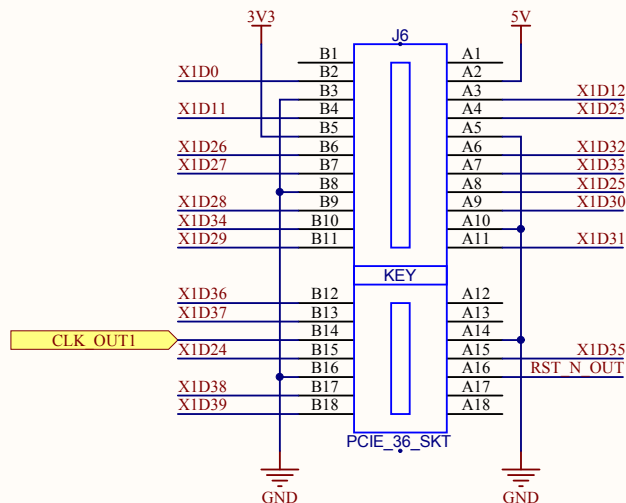 3V3 J6 5V
B1 A1
X1D0 B2 A2
B3 A3 X1D12
X1D11 B4 A4 X1D23
B5 A5
X1D26 B6 A6 X1D32
X1D27 B7 A7 X1D33
B8 A8 X1D25
X1D28 B9 A9 X1D30
X1D34 B10 A10
X1D29 B11 A11 X1D31
KEY
X1D36 B12 A12
X1D37 B13 A13
CLK_OUT1 B14 A14
X1D24 B15 A15 X1D35
B16 A16 RST_N_OUT
X1D38 B17 A17
X1D39 B18 A18
PCIE_36_SKT
GND GND